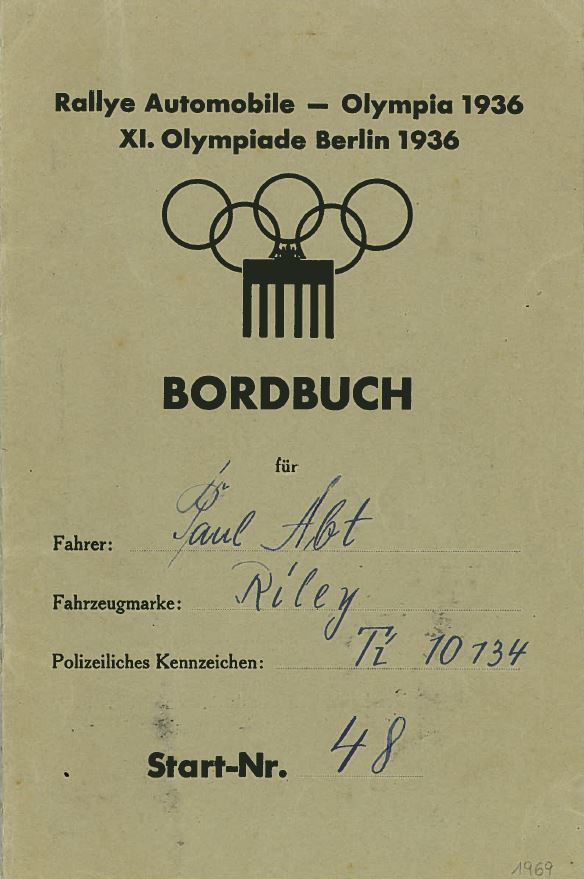 Rallye Automobile — Olympia 1936
XI. Olympiade Berlin 1936
BORDBUCH
für
Fahrer: Paul Abt
Fahrzeugmarke: Riley
Polizeiliches Kennzeichen: Ti 10134
Start-Nr. 48
1969